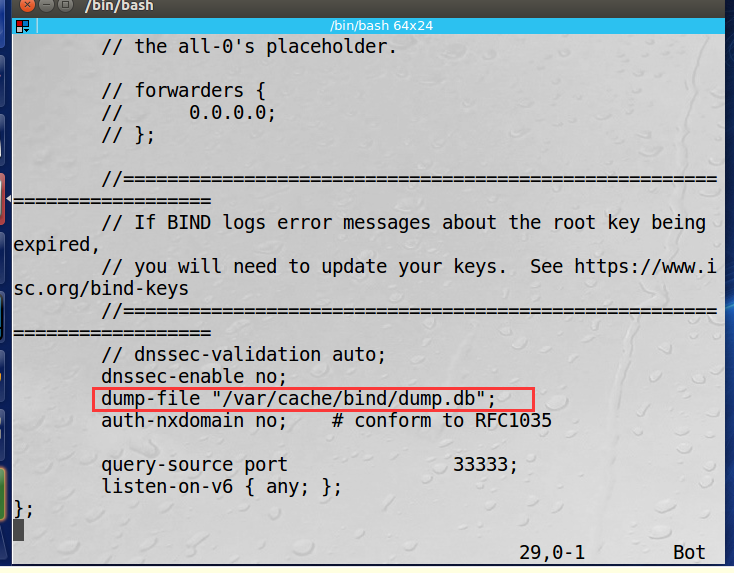 /bin/bash
/bin/bash 64x24
// the all-0's placeholder.
// forwarders {
//      0.0.0.0;
// };
//======================================================
==================
// If BIND logs error messages about the root key being
expired,
// you will need to update your keys.  See https://www.i
sc.org/bind-keys
//======================================================
==================
// dnssec-validation auto;
dnssec-enable no;
dump-file "/var/cache/bind/dump.db";
auth-nxdomain no;    # conform to RFC1035
query-source port               33333;
listen-on-v6 { any; };
};
29,0-1        Bot